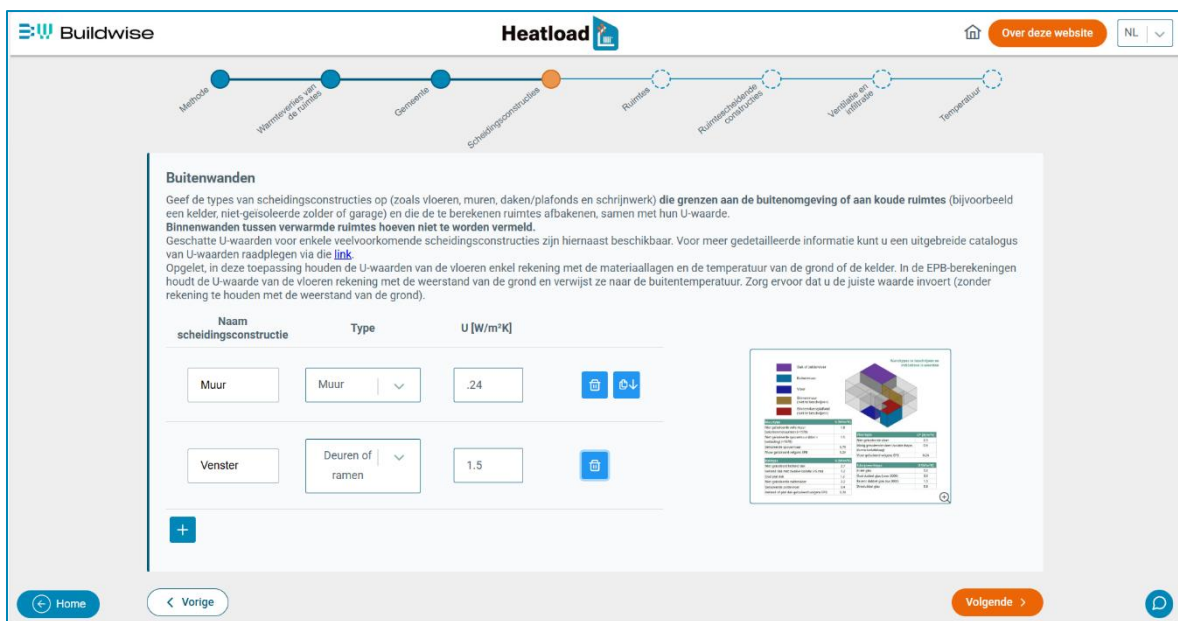 Buildwise
Heatload
Over deze website
NL
Methode
Warmteverlies van
de ruimtes
Gemeente
Scheidingsconstructies
Ruimtes
Ruimtescheidende
constructies
Ventilatie en
infiltratie
Temperatuur
Buitenwanden
Geef de types van scheidingsconstructies op (zoals vloeren, muren, daken/plafonds en schrijnwerk) die grenzen aan de buitenomgeving of aan koude ruimtes (bijvoorbeeld
een kelder, niet-geïsoleerde zolder of garage) en die de te berekenen ruimtes afbakenen, samen met hun U-waarde.
Binnenwanden tussen verwarmde ruimtes hoeven niet te worden vermeld.
Geschatte U-waarden voor enkele veelvoorkomende scheidingsconstructies zijn hiernaast beschikbaar. Voor meer gedetailleerde informatie kunt u een uitgebreide catalogus
van U-waarden raadplegen via die link.
Opgelet, in deze toepassing houden de U-waarden van de vloeren enkel rekening met de materiaallagen en de temperatuur van de grond of de kelder. In de EPB-berekeningen
houdt de U-waarde van de vloeren rekening met de weerstand van de grond en verwijst ze naar de buitentemperatuur. Zorg ervoor dat u de juiste waarde invoert (zonder
rekening te houden met de weerstand van de grond).
Naam
scheidingsconstructie
Type
U [W/m²K]
Muur
Muur
.24
Venster
Deuren of
ramen
1.5
Home
Vorige
Volgende